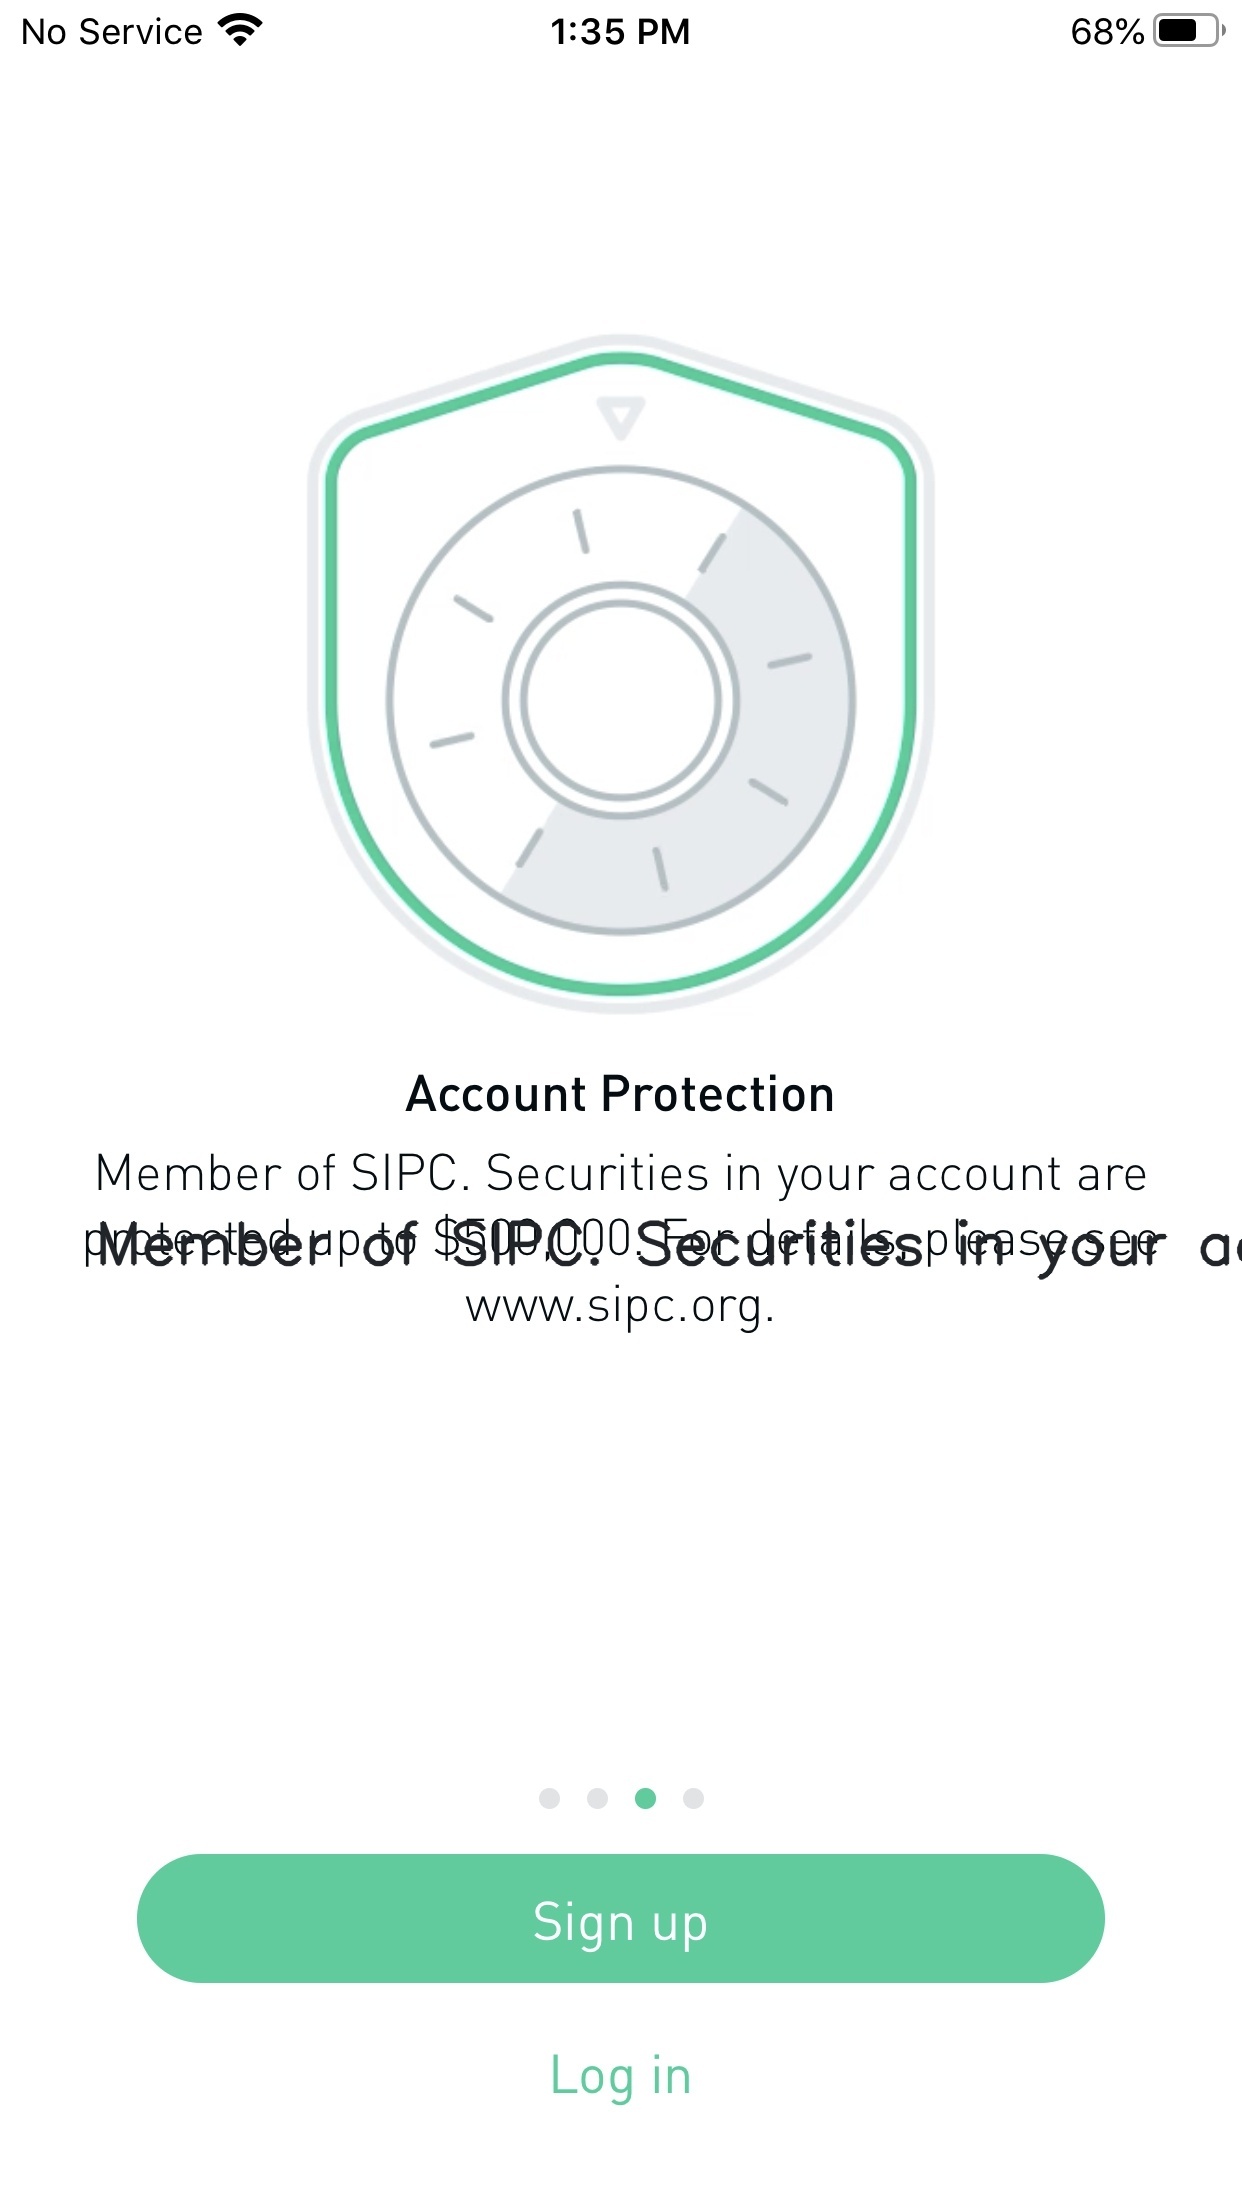 No Service
1:35 PM
68%
Account Protection
Member of SIPC. Securities in your account are
protected up to $500,000. For details, please see
Member of SIPC. Securities in your
www.sipc.org.
Sign up
Log in